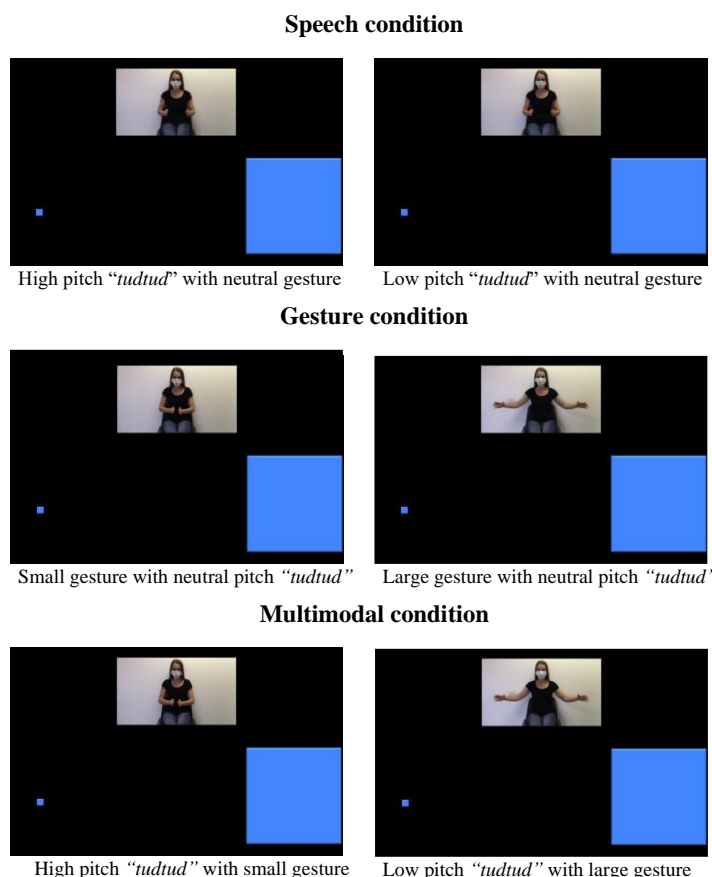 Speech condition
High pitch “tudtud” with neutral gesture
Low pitch “tudtud” with neutral gesture
Gesture condition
Small gesture with neutral pitch “tudtud”
Large gesture with neutral pitch “tudtud”
Multimodal condition
High pitch “tudtud” with small gesture
Low pitch “tudtud” with large gesture